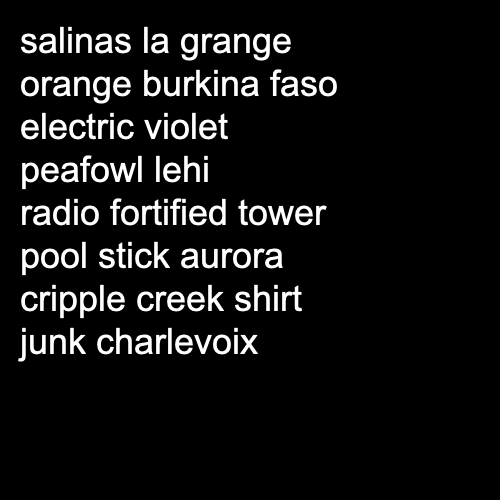 salinas la grange
orange burkina faso
electric violet
peafowl lehi
radio fortified tower
pool stick aurora
cripple creek shirt
junk charlevoix